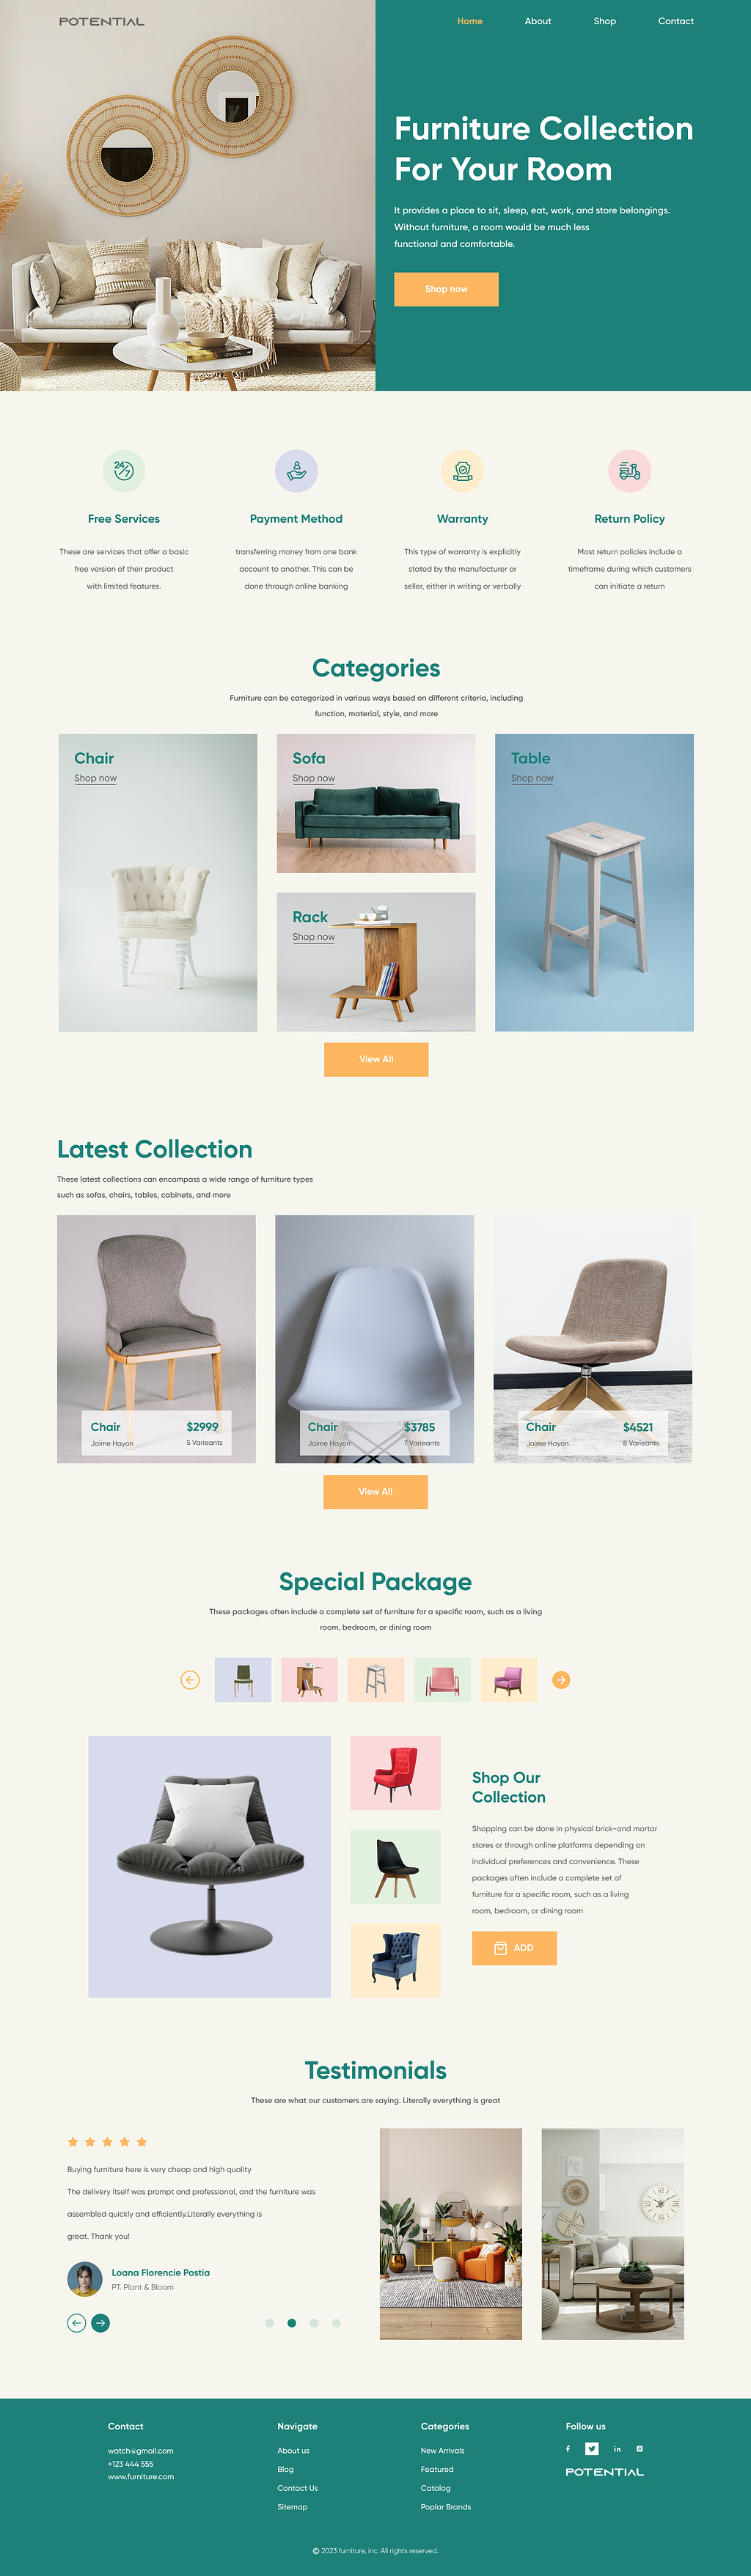 POTENTIAL
Home About Shop Contact
Furniture Collection
For Your Room
It provides a place to sit, sleep, eat, work, and store belongings.
Without furniture, a room would be much less
functional and comfortable.
Shop now
24/7
Free Services
These are services that offer a basic
free version of their product
with limited features.
Payment Method
transferring money from one bank
account to another. This can be
done through online banking
Warranty
This type of warranty is explicitly
stated by the manufacturer or
seller, either in writing or verbally
Return Policy
Most return policies include a
timeframe during which customers
can initiate a return
Categories
Furniture can be categorized in various ways based on different criteria, including
function, material, style, and more
Chair
Shop now
Sofa
Shop now
Rack
Shop now
Table
Shop now
View All
Latest Collection
These latest collections can encompass a wide range of furniture types
such as sofas, chairs, tables, cabinets, and more
Chair $2999
Jaime Hayon 5 Varieants
Chair $3785
Jaime Hayon 7 Varieants
Chair $4521
Jaime Hayon 8 Varieants
View All
Special Package
These packages often include a complete set of furniture for a specific room, such as a living
room, bedroom, or dining room
Shop Our
Collection
Shopping can be done in physical brick-and mortar
stores or through online platforms depending on
individual preferences and convenience. These
packages often include a complete set of
furniture for a specific room, such as a living
room, bedroom, or dining room
ADD
Testimonials
These are what our customers are saying. Literally everything is great
Buying furniture here is very cheap and high quality
The delivery itself was prompt and professional, and the furniture was
assembled quickly and efficiently.Literally everything is
great. Thank you!
Loana Florencie Postia
PT. Plant & Bloom
Contact
watch@gmail.com
+123 444 555
www.furniture.com
Navigate
About us
Blog
Contact Us
Sitemap
Categories
New Arrivals
Featured
Catalog
Poplar Brands
Follow us
POTENTIAL
© 2023 furniture, inc. All rights reserved.